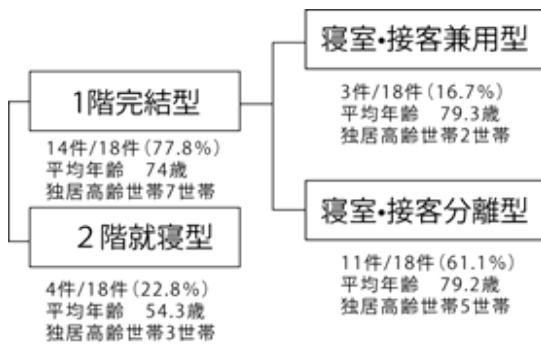 1階完結型
14件/18件(77.8%)
平均年齢 74歳
独居高齢世帯7世帯
2階就寝型
4件/18件(22.8%)
平均年齢 54.3歳
独居高齢世帯3世帯
寝室・接客兼用型
3件/18件(16.7%)
平均年齢 79.3歳
独居高齢世帯2世帯
寝室・接客分離型
11件/18件(61.1%)
平均年齢 79.2歳
独居高齢世帯5世帯